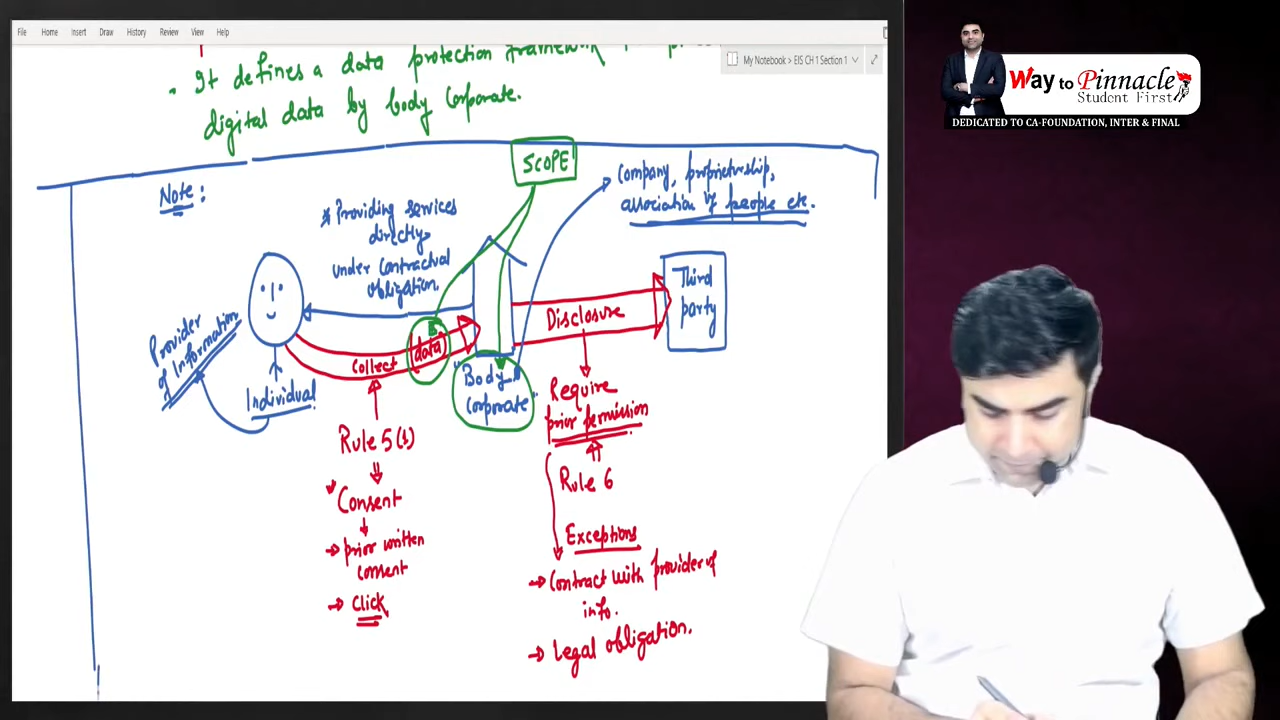 File Home Insert Draw History Review View Help
My Notebook > EIS CH 1 Section 1
Way to Pinnacle
Student First
DEDICATED TO CA-FOUNDATION, INTER & FINAL
It defines a data protection framework
digital data by body corporate.
SCOPE
Note:
* Providing services
directly
under contractual
obligation.
Company, proprietorship,
association of people etc.
Third
party
Provider
of Information
Individual
Collect data
Body
Corporate
Disclosure
Require
prior permission
Rule 6
Exceptions
→ Contract with provider of
info.
→ Legal obligation.
Rule 5(1)
Consent
→ prior written
consent
→ Click